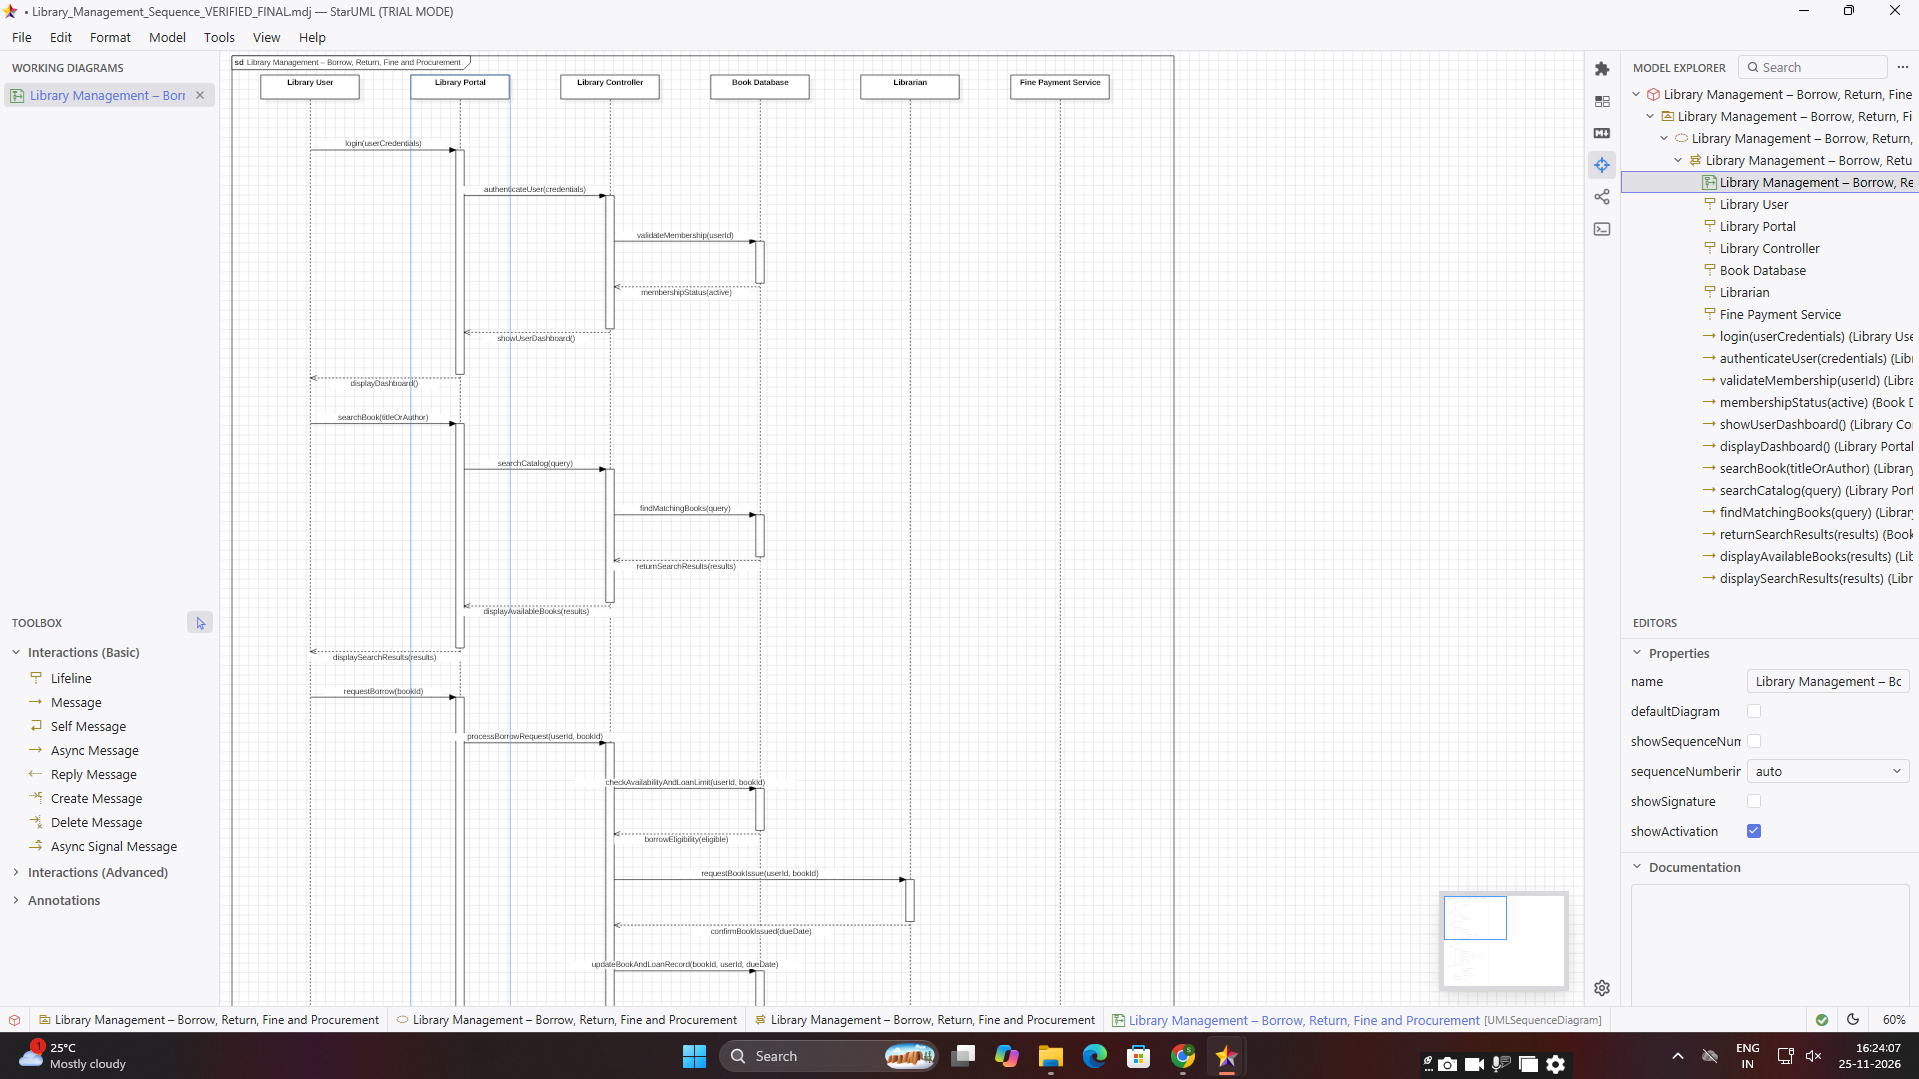 • Library_Management_Sequence_VERIFIED_FINAL.mdj — StarUML (TRIAL MODE)
File Edit Format Model Tools View Help
WORKING DIAGRAMS
Library Management – Borr
TOOLBOX
Interactions (Basic)
Lifeline
Message
Self Message
Async Message
Reply Message
Create Message
Delete Message
Async Signal Message
Interactions (Advanced)
Annotations
sd Library Management – Borrow, Return, Fine and Procurement
Library User
Library Portal
Library Controller
Book Database
Librarian
Fine Payment Service
login(userCredentials)
authenticateUser(credentials)
validateMembership(userId)
membershipStatus(active)
showUserDashboard()
displayDashboard()
searchBook(titleOrAuthor)
searchCatalog(query)
findMatchingBooks(query)
returnSearchResults(results)
displayAvailableBooks(results)
displaySearchResults(results)
requestBorrow(bookId)
processBorrowRequest(userId, bookId)
checkAvailabilityAndLoanLimit(userId, bookId)
borrowEligibility(eligible)
requestBookIssue(userId, bookId)
confirmBookIssued(dueDate)
updateBookAndLoanRecord(bookId, userId, dueDate)
MODEL EXPLORER
Search
Library Management – Borrow, Return, Fine
Library Management – Borrow, Return, Fi
Library Management – Borrow, Return,
Library Management – Borrow, Retu
Library Management – Borrow, Re
Library User
Library Portal
Library Controller
Book Database
Librarian
Fine Payment Service
login(userCredentials) (Library Use
authenticateUser(credentials) (Libr
validateMembership(userId) (Libra
membershipStatus(active) (Book D
showUserDashboard() (Library Co
displayDashboard() (Library Portal
searchBook(titleOrAuthor) (Library
searchCatalog(query) (Library Port
findMatchingBooks(query) (Library
returnSearchResults(results) (Book
displayAvailableBooks(results) (Lib
displaySearchResults(results) (Libr
EDITORS
Properties
name Library Management – Bo
defaultDiagram
showSequenceNum
sequenceNumberin auto
showSignature
showActivation
Documentation
Library Management – Borrow, Return, Fine and Procurement
Library Management – Borrow, Return, Fine and Procurement
Library Management – Borrow, Return, Fine and Procurement
Library Management – Borrow, Return, Fine and Procurement [UMLSequenceDiagram]
60%
1
25°C
Mostly cloudy
Search
ENG
IN
16:24:07
25-11-2026